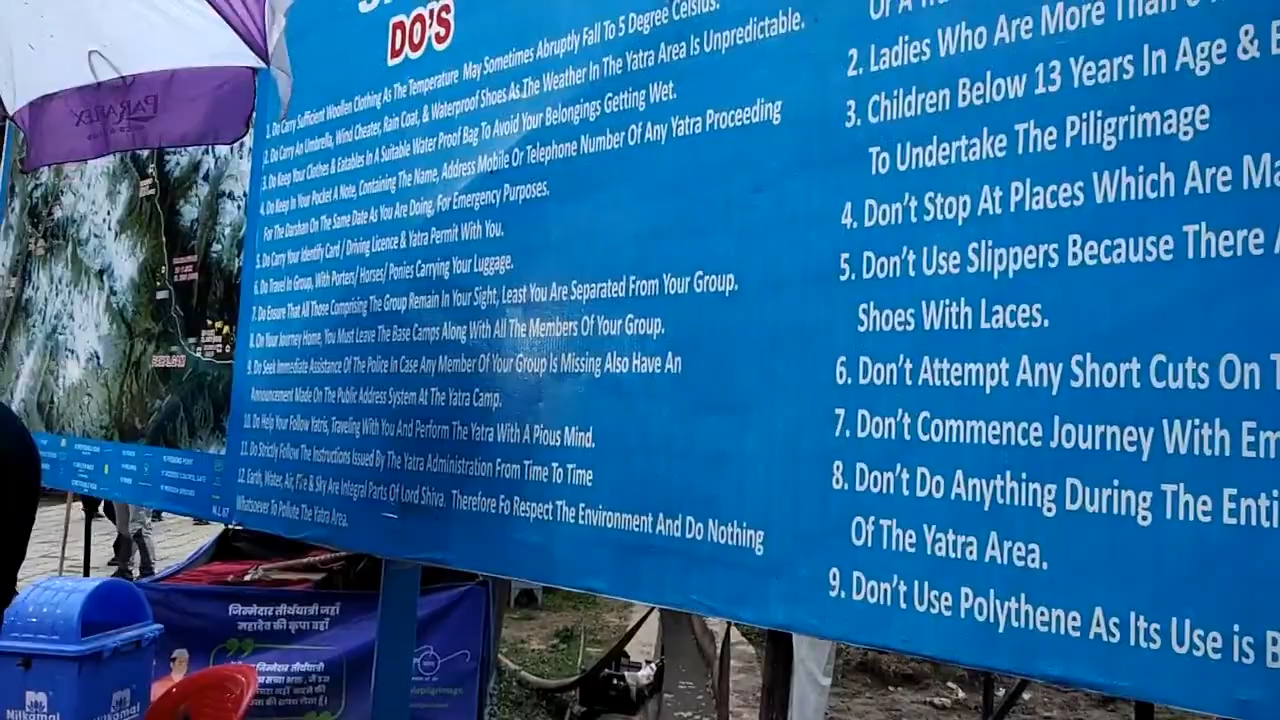 DO'S
1. Do Carry Sufficient Woollen Clothing As The Temperature May Sometimes Abruptly Fall To 5 Degree Celsius.
2. Do Carry An Umbrella, Wind Cheater, Rain Coat, & Waterproof Shoes As The Weather In The Yatra Area Is Unpredictable.
3. Do Keep Your Clothes & Eatables In A Suitable Water Proof Bag To Avoid Your Belongings Getting Wet.
4. Do Keep In Your Pocket A Note, Containing The Name, Address Mobile Or Telephone Number Of Any Yatra Proceeding
For The Darshan On The Same Date As You Are Doing, For Emergency Purposes.
5. Do Carry Your Identify Card / Driving Licence & Yatra Permit With You.
6. Do Travel In Group, With Porters/ Horses/ Ponies Carrying Your Luggage.
7. Do Ensure That All Those Comprising The Group Remain In Your Sight, Least You Are Separated From Your Group.
8. On Your Journey Home, You Must Leave The Base Camps Along With All The Members Of Your Group.
9. Do Seek Immediate Assistance Of The Police In Case Any Member Of Your Group Is Missing Also Have An
Announcement Made On The Public Address System At The Yatra Camp.
10. Do Help Your Follow Yatris, Traveling With You And Perform The Yatra With A Pious Mind.
11. Do Strictly Follow The Instructions Issued By The Yatra Administration From Time To Time
12. Earth, Water, Air, Fire & Sky Are Integral Parts Of Lord Shiva. Therefore Fo Respect The Environment And Do Nothing
Whatsoever To Pollute The Yatra Area.
Or A
2. Ladies Who Are More Than
3. Children Below 13 Years In Age &
To Undertake The Piligrimage
4. Don't Stop At Places Which Are Ma
5. Don't Use Slippers Because There
Shoes With Laces.
6. Don't Attempt Any Short Cuts On T
7. Don't Commence Journey With Em
8. Don't Do Anything During The Enti
Of The Yatra Area.
9. Don't Use Polythene As Its Use is B
PARAFEX
जिम्मेदार तीर्थयात्री जहाँ
महादेव की कृपा वहाँ
जिम्मेदार तीर्थयात्री
Nilkamal
Nilkamal